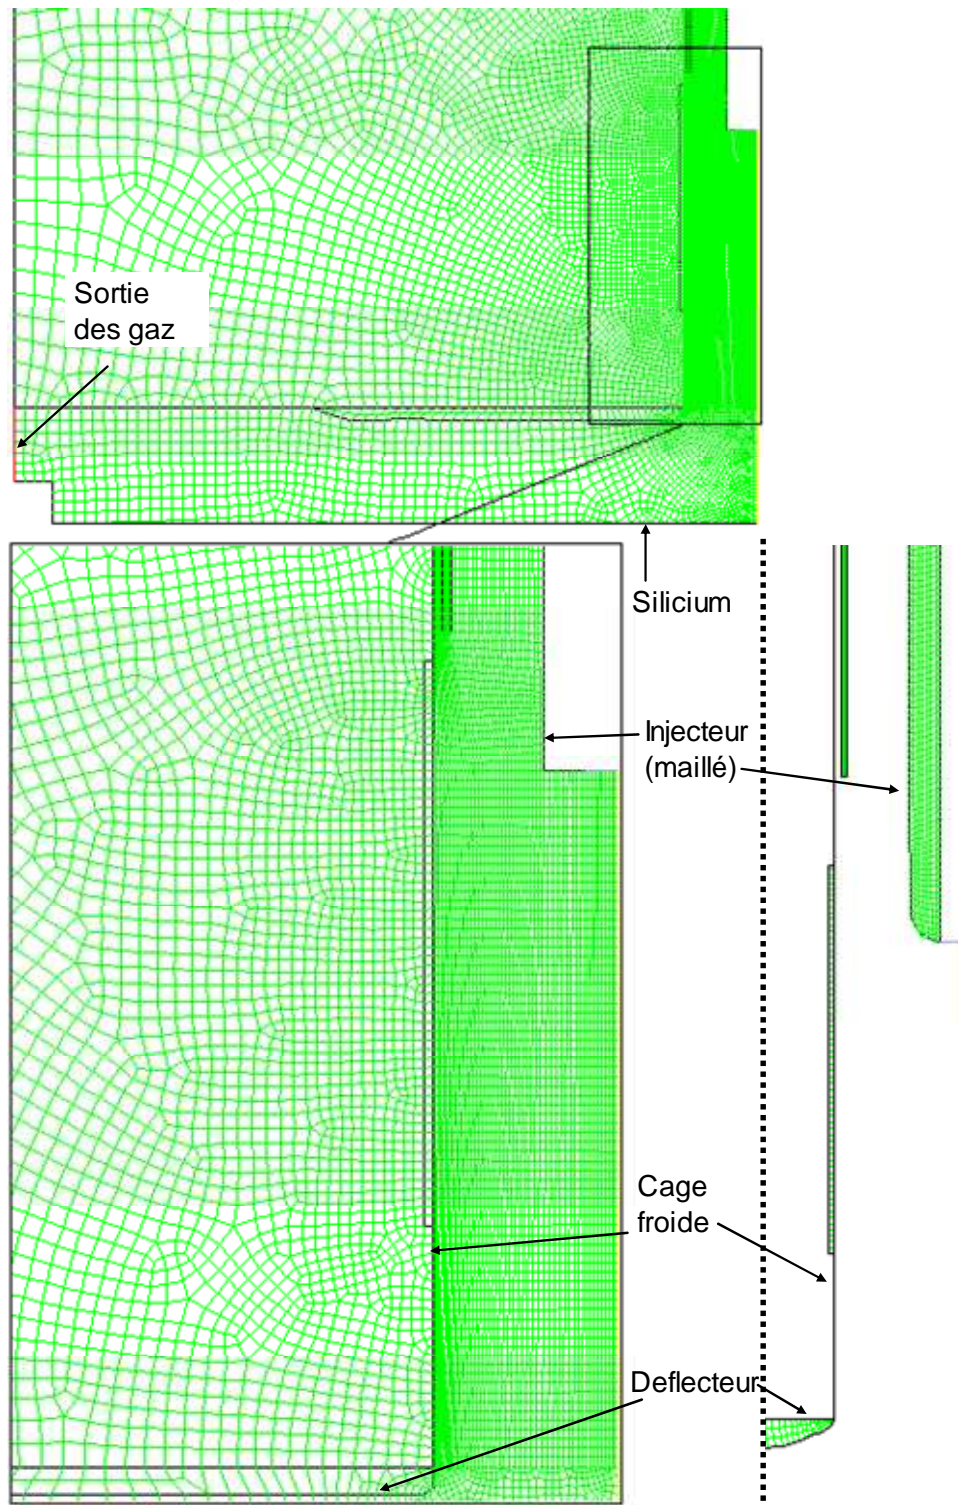 Sortie
des gaz
Silicium
Injecteur
(maillé)
Cage
froide
Deflecteur